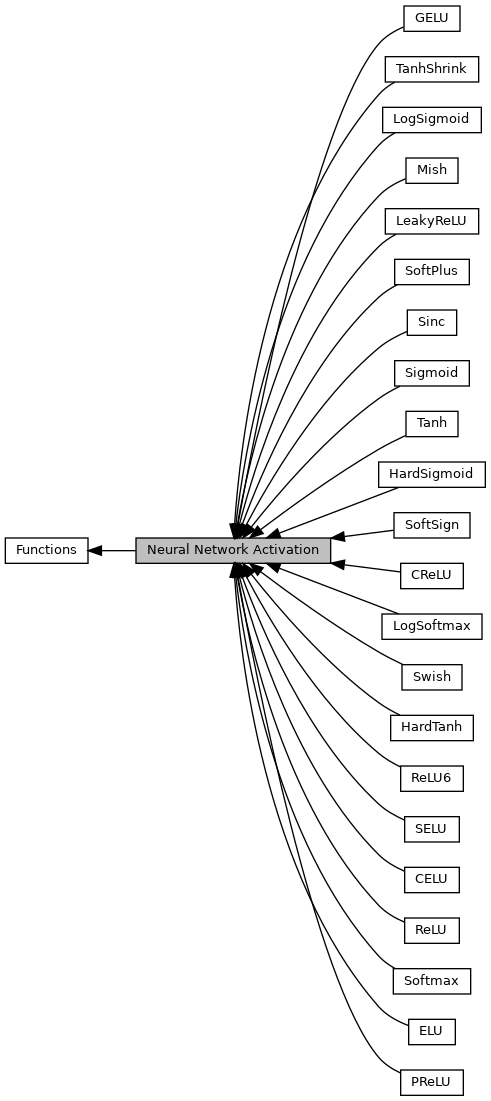 GELU
TanhShrink
LogSigmoid
Mish
LeakyReLU
SoftPlus
Sinc
Sigmoid
Tanh
HardSigmoid
SoftSign
Functions
Neural Network Activation
CReLU
LogSoftmax
Swish
HardTanh
ReLU6
SELU
CELU
ReLU
Softmax
ELU
PReLU